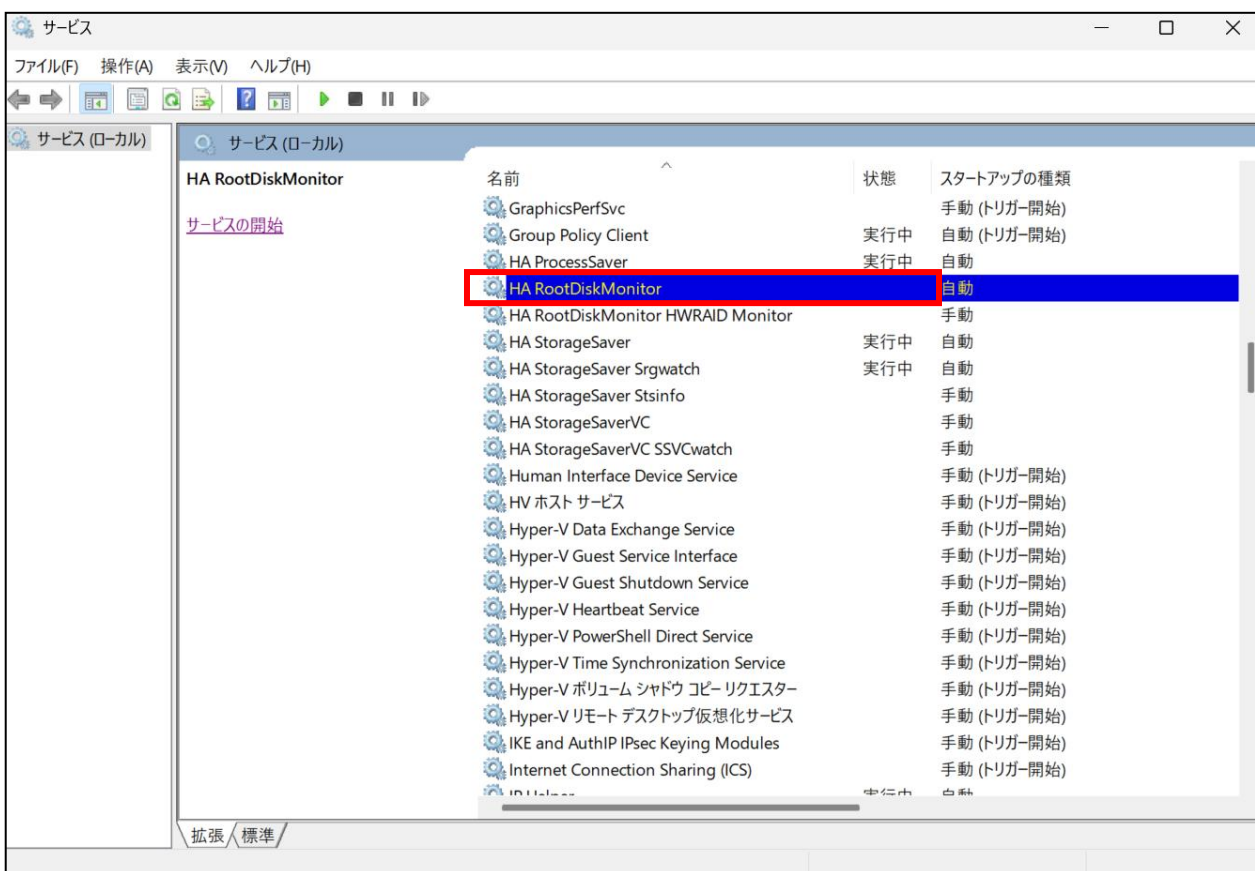 サービス
ファイル(F) 操作(A) 表示(V) ヘルプ(H)
サービス (ローカル)
サービス (ローカル)
HA RootDiskMonitor
サービスの開始
名前 状態 スタートアップの種類
GraphicsPerfSvc 手動 (トリガー開始)
Group Policy Client 実行中 自動 (トリガー開始)
HA ProcessSaver 実行中 自動
HA RootDiskMonitor 自動
HA RootDiskMonitor HWRAID Monitor 手動
HA StorageSaver 実行中 自動
HA StorageSaver Srgwatch 実行中 自動
HA StorageSaver Stsinfo 手動
HA StorageSaverVC 手動
HA StorageSaverVC SSVCwatch 手動
Human Interface Device Service 手動 (トリガー開始)
HV ホスト サービス 手動 (トリガー開始)
Hyper-V Data Exchange Service 手動 (トリガー開始)
Hyper-V Guest Service Interface 手動 (トリガー開始)
Hyper-V Guest Shutdown Service 手動 (トリガー開始)
Hyper-V Heartbeat Service 手動 (トリガー開始)
Hyper-V PowerShell Direct Service 手動 (トリガー開始)
Hyper-V Time Synchronization Service 手動 (トリガー開始)
Hyper-V ボリューム シャドウ コピー リクエスター 手動 (トリガー開始)
Hyper-V リモート デスクトップ仮想化サービス 手動 (トリガー開始)
IKE and AuthIP IPsec Keying Modules 手動 (トリガー開始)
Internet Connection Sharing (ICS) 手動 (トリガー開始)
IP Helper 実行中 自動
拡張 標準